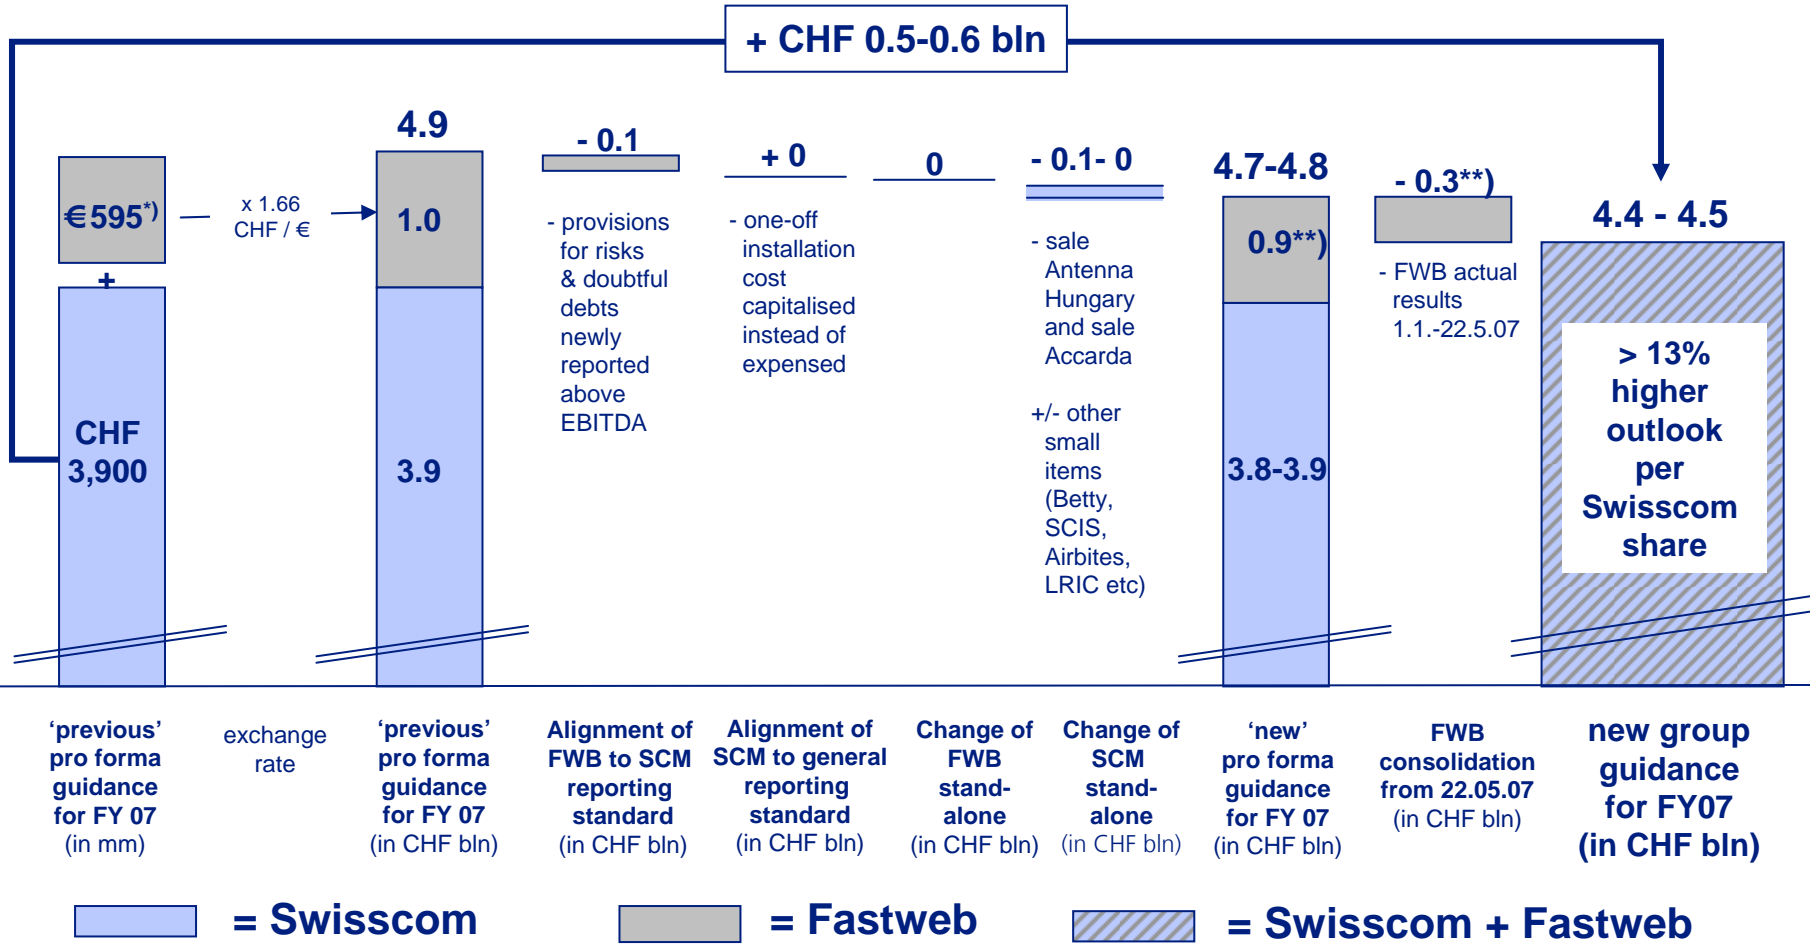 + CHF 0.5-0.6 bln
€595*)
+
CHF
3,900
x 1.66
CHF / €
4.9
1.0
3.9
- 0.1
- provisions
for risks
& doubtful
debts
newly
reported
above
EBITDA
+ 0
- one-off
installation
cost
capitalised
instead of
expensed
0
- 0.1- 0
- sale
Antenna
Hungary
and sale
Accarda
+/- other
small
items
(Betty,
SCIS,
Airbites,
LRIC etc)
4.7-4.8
0.9**)
3.8-3.9
- 0.3**)
- FWB actual
results
1.1.-22.5.07
4.4 - 4.5
> 13%
higher
outlook
per
Swisscom
share
‘previous’
pro forma
guidance
for FY 07
(in mm)
exchange
rate
‘previous’
pro forma
guidance
for FY 07
(in CHF bln)
Alignment of
FWB to SCM
reporting
standard
(in CHF bln)
Alignment of
SCM to general
reporting
standard
(in CHF bln)
Change of
FWB
stand-
alone
(in CHF bln)
Change of
SCM
stand-
alone
(in CHF bln)
‘new’
pro forma
guidance
for FY 07
(in CHF bln)
FWB
consolidation
from 22.05.07
(in CHF bln)
new group
guidance
for FY07
(in CHF bln)
= Swisscom
= Fastweb
= Swisscom + Fastweb